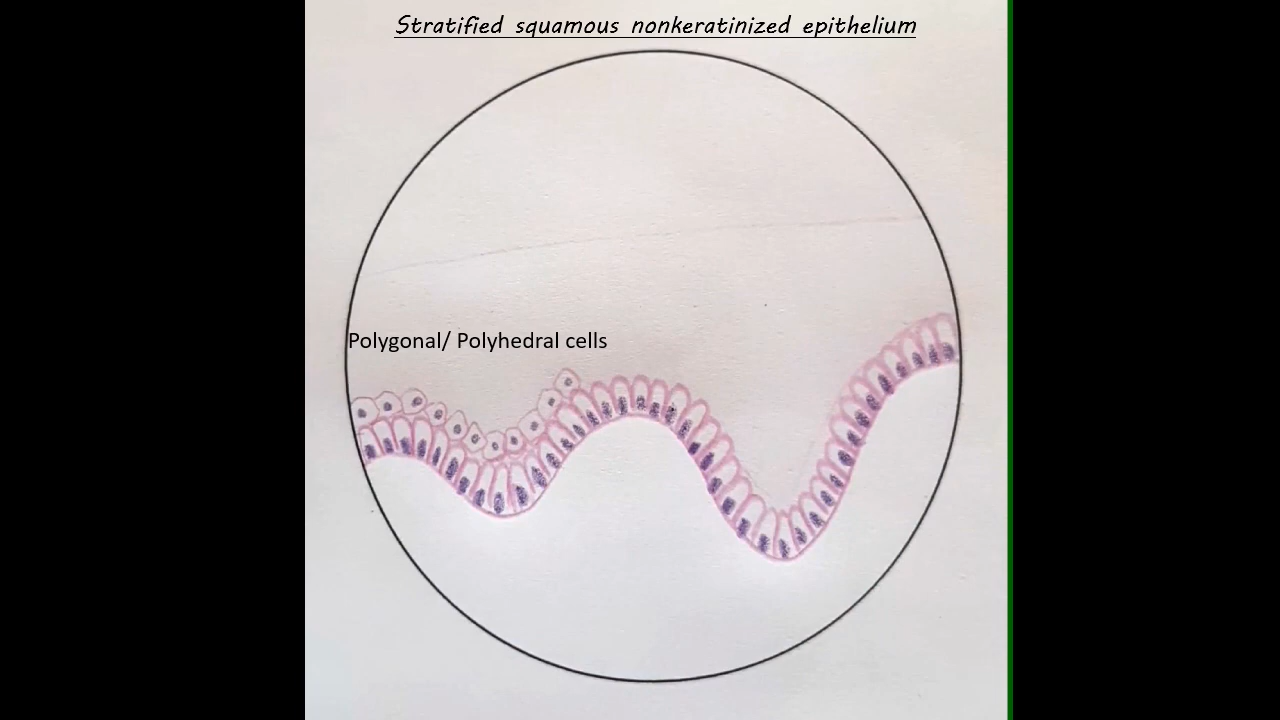 Stratified squamous nonkeratinized epithelium
Polygonal/ Polyhedral cells